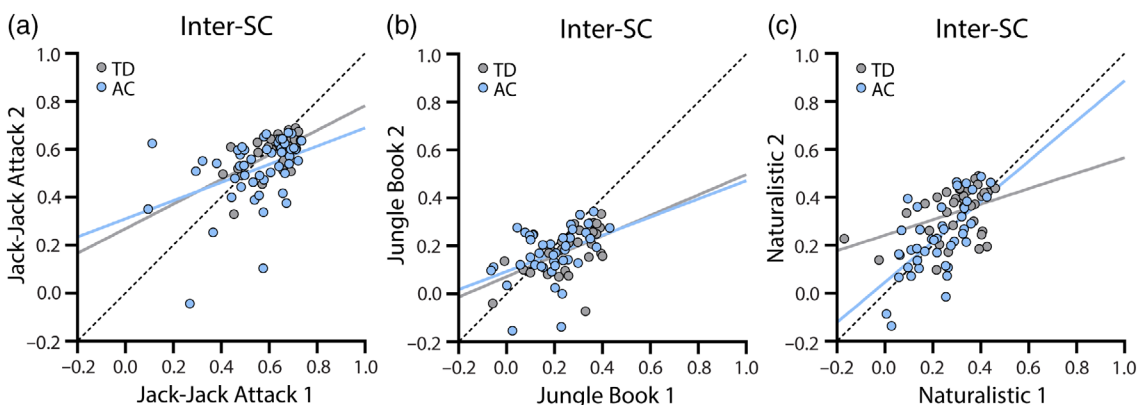 (a)
Inter-SC
TD
AC
1.0
0.8
0.6
0.4
0.2
0.0
−0.2
Jack-Jack Attack 2
−0.2 0.0 0.2 0.4 0.6 0.8 1.0
Jack-Jack Attack 1
(b)
Inter-SC
TD
AC
1.0
0.8
0.6
0.4
0.2
0.0
−0.2
Jungle Book 2
−0.2 0.0 0.2 0.4 0.6 0.8 1.0
Jungle Book 1
(c)
Inter-SC
TD
AC
1.0
0.8
0.6
0.4
0.2
0.0
−0.2
Naturalistic 2
−0.2 0.0 0.2 0.4 0.6 0.8 1.0
Naturalistic 1